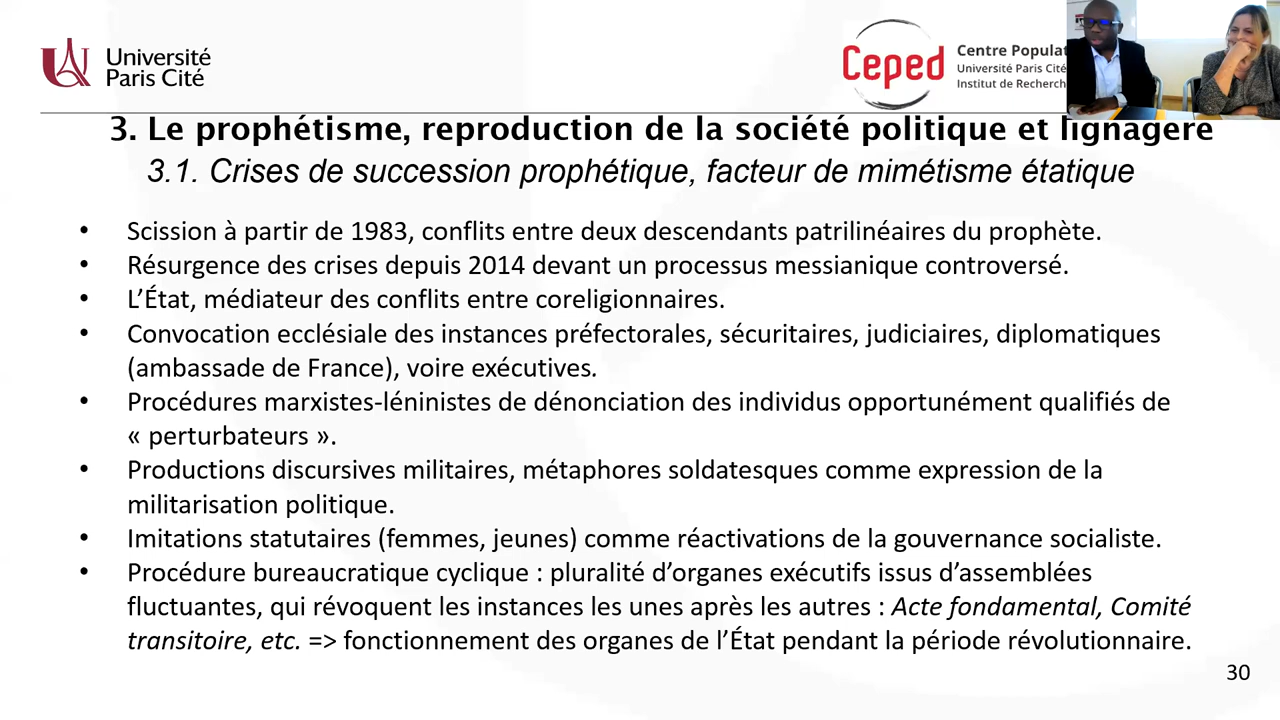 Université
Paris Cité
Ceped
Centre Populat
Université Paris Cité
Institut de Recherch
3. Le prophétisme, reproduction de la société politique et lignagère
3.1. Crises de succession prophétique, facteur de mimétisme étatique
• Scission à partir de 1983, conflits entre deux descendants patrilinéaires du prophète.
• Résurgence des crises depuis 2014 devant un processus messianique controversé.
• L’État, médiateur des conflits entre coreligionnaires.
• Convocation ecclésiale des instances préfectorales, sécuritaires, judiciaires, diplomatiques
(ambassade de France), voire exécutives.
• Procédures marxistes-léninistes de dénonciation des individus opportunément qualifiés de
« perturbateurs ».
• Productions discursives militaires, métaphores soldatesques comme expression de la
militarisation politique.
• Imitations statutaires (femmes, jeunes) comme réactivations de la gouvernance socialiste.
• Procédure bureaucratique cyclique : pluralité d’organes exécutifs issus d’assemblées
fluctuantes, qui révoquent les instances les unes après les autres : Acte fondamental, Comité
transitoire, etc. => fonctionnement des organes de l’État pendant la période révolutionnaire.
30